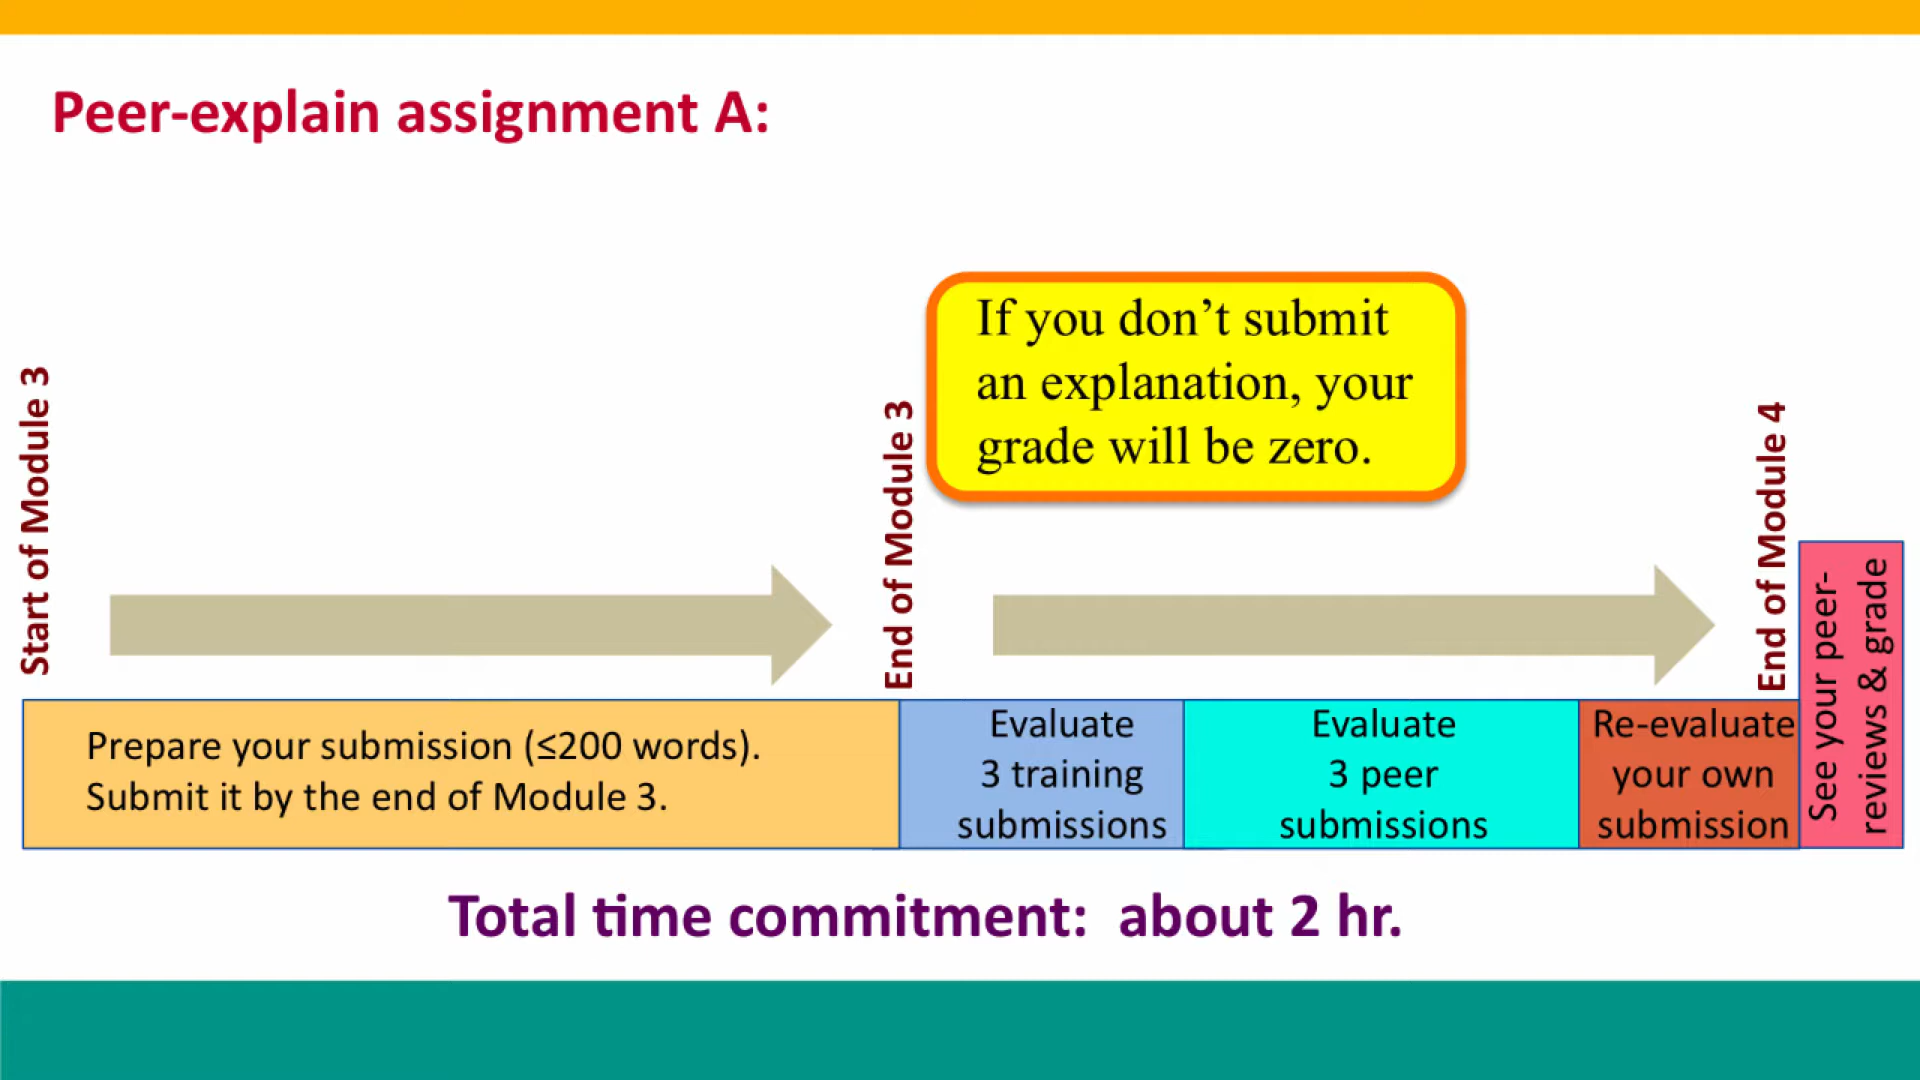 Peer-explain assignment A:
If you don’t submit
an explanation, your
grade will be zero.
Start of Module 3
End of Module 3
End of Module 4
Prepare your submission (≤200 words).
Submit it by the end of Module 3.
Evaluate
3 training
submissions
Evaluate
3 peer
submissions
Re-evaluate
your own
submission
See your peer-
reviews & grade
Total time commitment: about 2 hr.